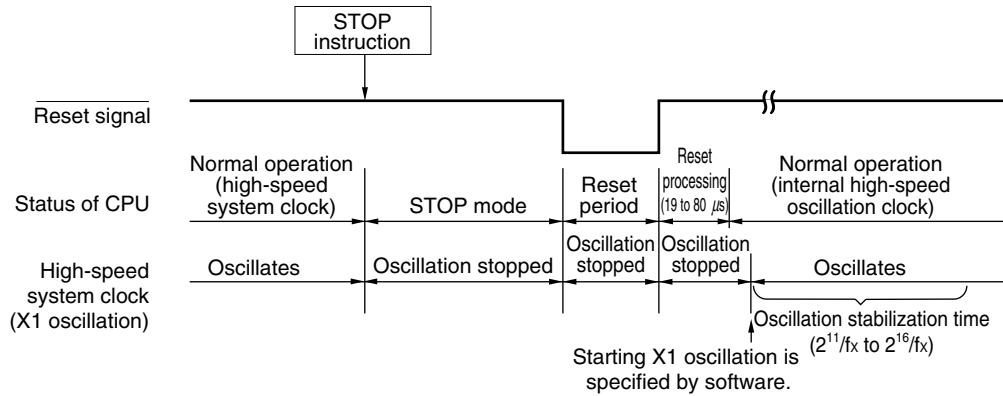 STOP
instruction
Reset signal
Status of CPU
Normal operation
(high-speed
system clock)
STOP mode
Reset
period
Reset
processing
(19 to 80 μs)
Normal operation
(internal high-speed
oscillation clock)
High-speed
system clock
(X1 oscillation)
Oscillates
Oscillation stopped
Oscillation
stopped
Oscillation
stopped
Oscillates
Oscillation stabilization time
(2¹¹/fx to 2¹⁶/fx)
Starting X1 oscillation is
specified by software.